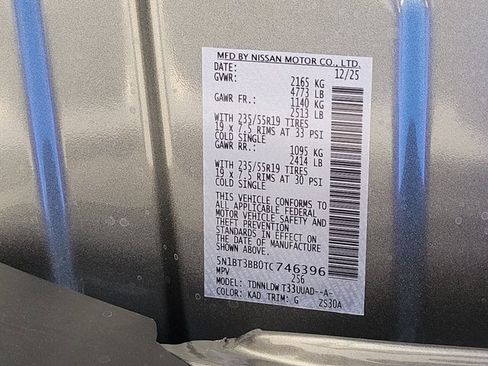 MFD BY NISSAN MOTOR CO., LTD.
DATE: 12/25
GVWR: 2165 KG
4773 LB
GAWR FR.: 1140 KG
2513 LB
WITH 235/55R19 TIRES
19 x 7.5 RIMS AT 33 PSI
COLD SINGLE
GAWR RR.: 1095 KG
2414 LB
WITH 235/55R19 TIRES
19 x 7.5 RIMS AT 30 PSI
COLD SINGLE
THIS VEHICLE CONFORMS TO
ALL APPLICABLE FEDERAL
MOTOR VEHICLE SAFETY AND
THEFT PREVENTION
STANDARDS IN EFFECT ON
THE DATE OF MANUFACTURE
SHOWN ABOVE.
5N1BT3BB0TC746396
MPV 256
MODEL: TDNNLDW T33UUAD--A-
COLOR: KAD TRIM: G ZS30A